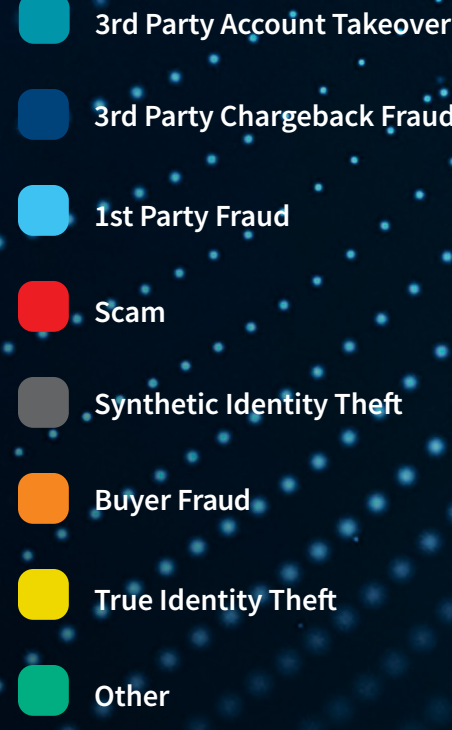 3rd Party Account Takeover
3rd Party Chargeback Fraud
1st Party Fraud
Scam
Synthetic Identity Theft
Buyer Fraud
True Identity Theft
Other